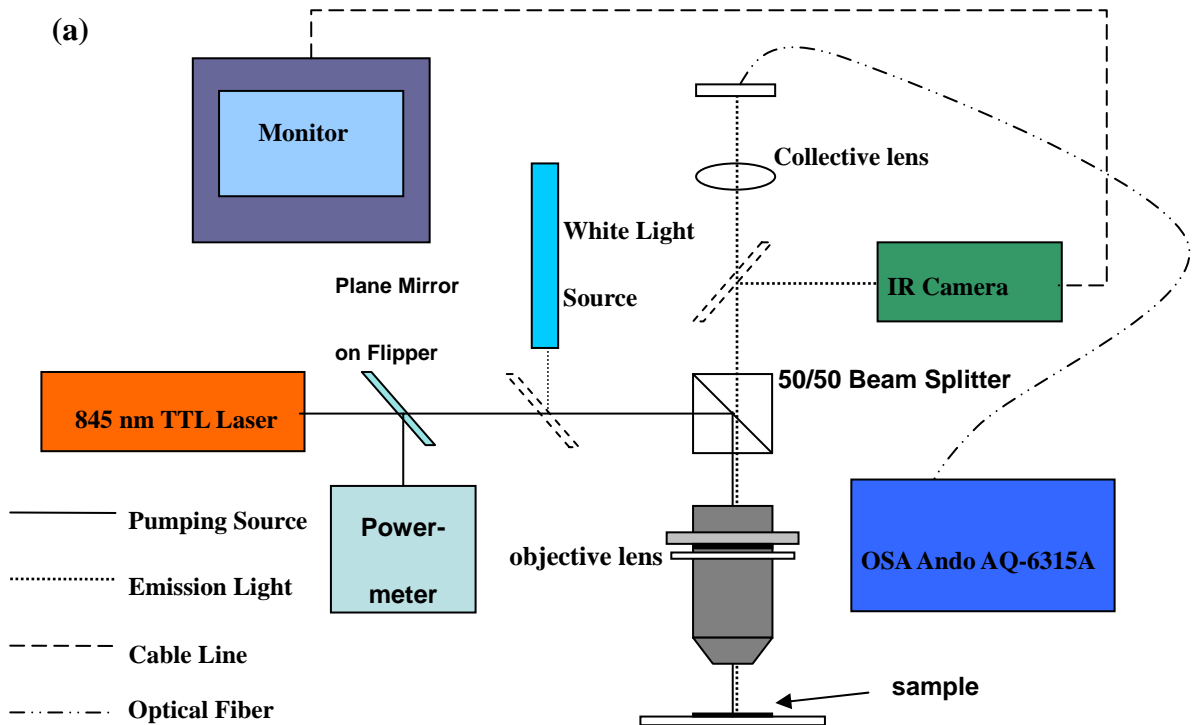 (a)
Monitor
Collective lens
White Light
Source
IR Camera
Plane Mirror
on Flipper
50/50 Beam Splitter
845 nm TTL Laser
Pumping Source
Power-
meter
objective lens
OSA Ando AQ-6315A
Emission Light
Cable Line
sample
Optical Fiber